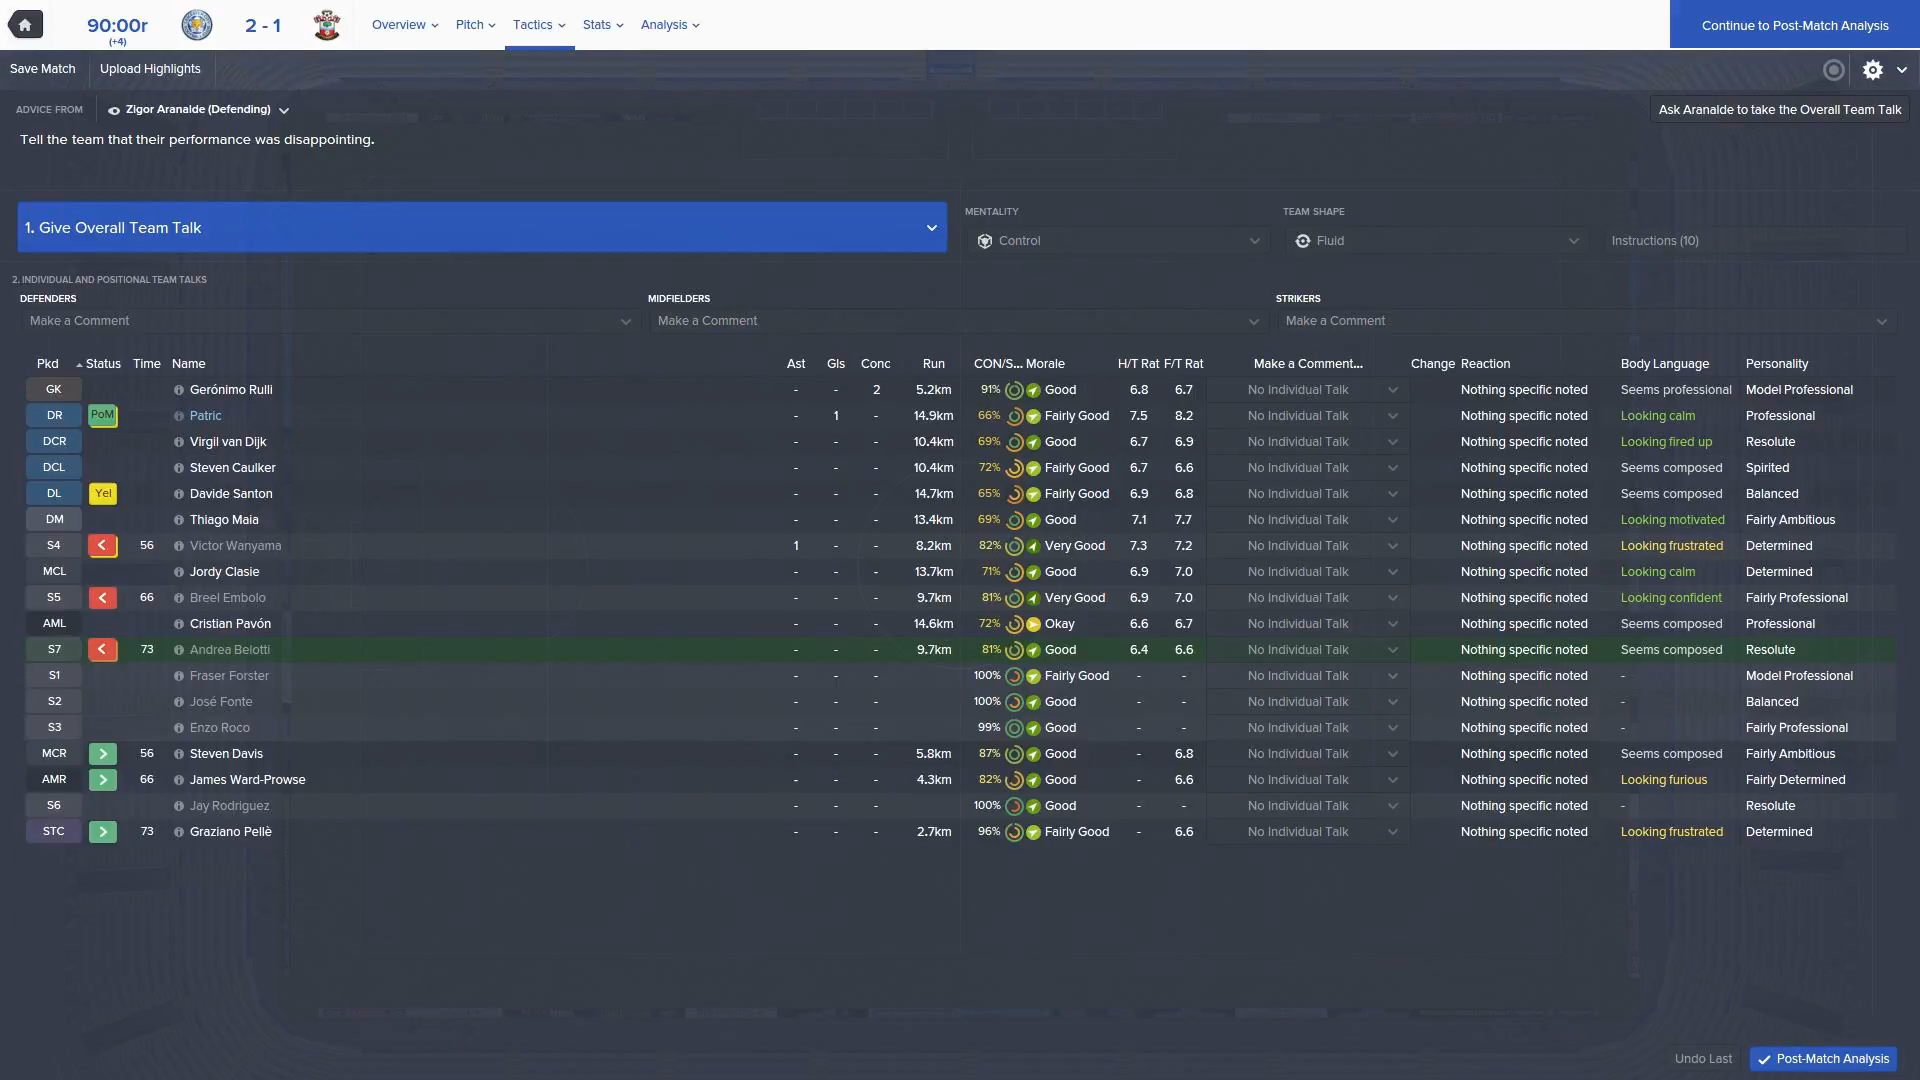 90:00r
(+4)
2 - 1
Overview
Pitch
Tactics
Stats
Analysis
Continue to Post-Match Analysis
Save Match
Upload Highlights
ADVICE FROM
Zigor Aranalde (Defending)
Ask Aranalde to take the Overall Team Talk
Tell the team that their performance was disappointing.
1. Give Overall Team Talk
MENTALITY
Control
TEAM SHAPE
Fluid
Instructions (10)
2. INDIVIDUAL AND POSITIONAL TEAM TALKS
DEFENDERS
Make a Comment
MIDFIELDERS
Make a Comment
STRIKERS
Make a Comment
Pkd Status Time Name Ast Gls Conc Run CON/S... Morale H/T Rat F/T Rat Make a Comment... Change Reaction Body Language Personality
GK Gerónimo Rulli - - 2 5.2km 91% Good 6.8 6.7 No Individual Talk Nothing specific noted Seems professional Model Professional
DR PoM Patric - 1 - 14.9km 66% Fairly Good 7.5 8.2 No Individual Talk Nothing specific noted Looking calm Professional
DCR Virgil van Dijk - - - 10.4km 69% Good 6.7 6.9 No Individual Talk Nothing specific noted Looking fired up Resolute
DCL Steven Caulker - - - 10.4km 72% Fairly Good 6.7 6.6 No Individual Talk Nothing specific noted Seems composed Spirited
DL Yel Davide Santon - - - 14.7km 65% Fairly Good 6.9 6.8 No Individual Talk Nothing specific noted Seems composed Balanced
DM Thiago Maia - - - 13.4km 69% Good 7.1 7.7 No Individual Talk Nothing specific noted Looking motivated Fairly Ambitious
S4 56 Victor Wanyama 1 - - 8.2km 82% Very Good 7.3 7.2 No Individual Talk Nothing specific noted Looking frustrated Determined
MCL Jordy Clasie - - - 13.7km 71% Good 6.9 7.0 No Individual Talk Nothing specific noted Looking calm Determined
S5 66 Breel Embolo - - - 9.7km 81% Very Good 6.9 7.0 No Individual Talk Nothing specific noted Looking confident Fairly Professional
AML Cristian Pavón - - - 14.6km 72% Okay 6.6 6.7 No Individual Talk Nothing specific noted Seems composed Professional
S7 73 Andrea Belotti - - - 9.7km 81% Good 6.4 6.6 No Individual Talk Nothing specific noted Seems composed Resolute
S1 Fraser Forster - - - 100% Fairly Good - - No Individual Talk Nothing specific noted - Model Professional
S2 José Fonte - - - 100% Good - - No Individual Talk Nothing specific noted - Balanced
S3 Enzo Roco - - - 99% Good - - No Individual Talk Nothing specific noted - Fairly Professional
MCR 56 Steven Davis - - - 5.8km 87% Good - 6.8 No Individual Talk Nothing specific noted Seems composed Fairly Ambitious
AMR 66 James Ward-Prowse - - - 4.3km 82% Good - 6.6 No Individual Talk Nothing specific noted Looking furious Fairly Determined
S6 Jay Rodriguez - - - 100% Good - - No Individual Talk Nothing specific noted - Resolute
STC 73 Graziano Pellè - - - 2.7km 96% Fairly Good - 6.6 No Individual Talk Nothing specific noted Looking frustrated Determined
Undo Last
Post-Match Analysis